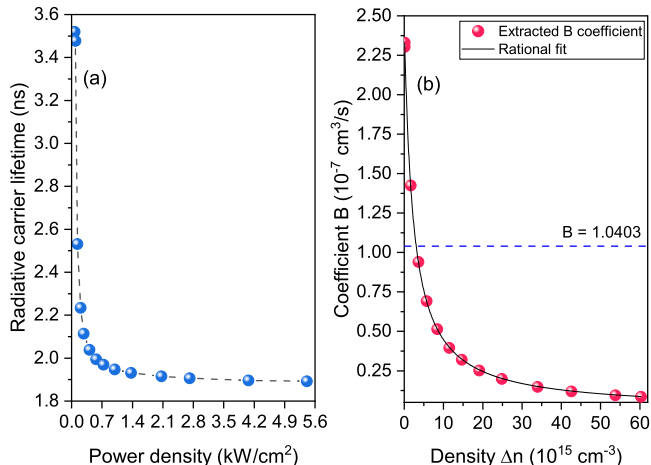 3.6
3.4
3.2
3.0
2.8
2.6
2.4
2.2
2.0
1.8
0.0 0.7 1.4 2.1 2.8 3.5 4.2 4.9 5.6
Radiative carrier lifetime (ns)
Power density (kW/cm²)
(a)
2.50
2.25
2.00
1.75
1.50
1.25
1.00
0.75
0.50
0.25
0 10 20 30 40 50 60
Coefficient B (10⁻⁷ cm³/s)
Density Δn (10¹⁵ cm⁻³)
(b)
Extracted B coefficient
Rational fit
B = 1.0403